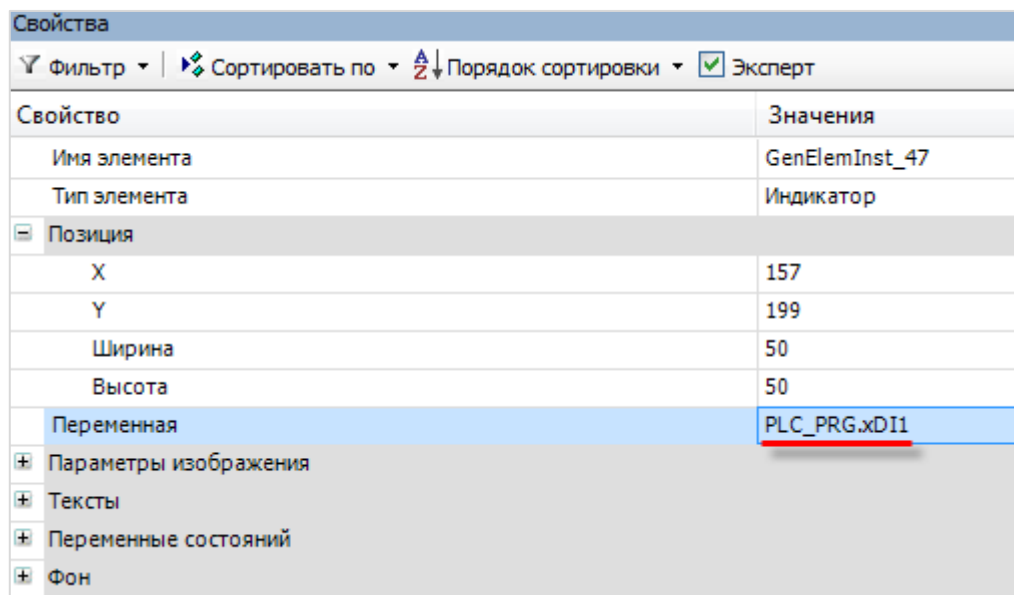 Свойства
Фильтр Сортировать по Порядок сортировки Эксперт
Свойство Значения
Имя элемента GenElemInst_47
Тип элемента Индикатор
Позиция
X 157
Y 199
Ширина 50
Высота 50
Переменная PLC_PRG.xDI1
Параметры изображения
Тексты
Переменные состояний
Фон